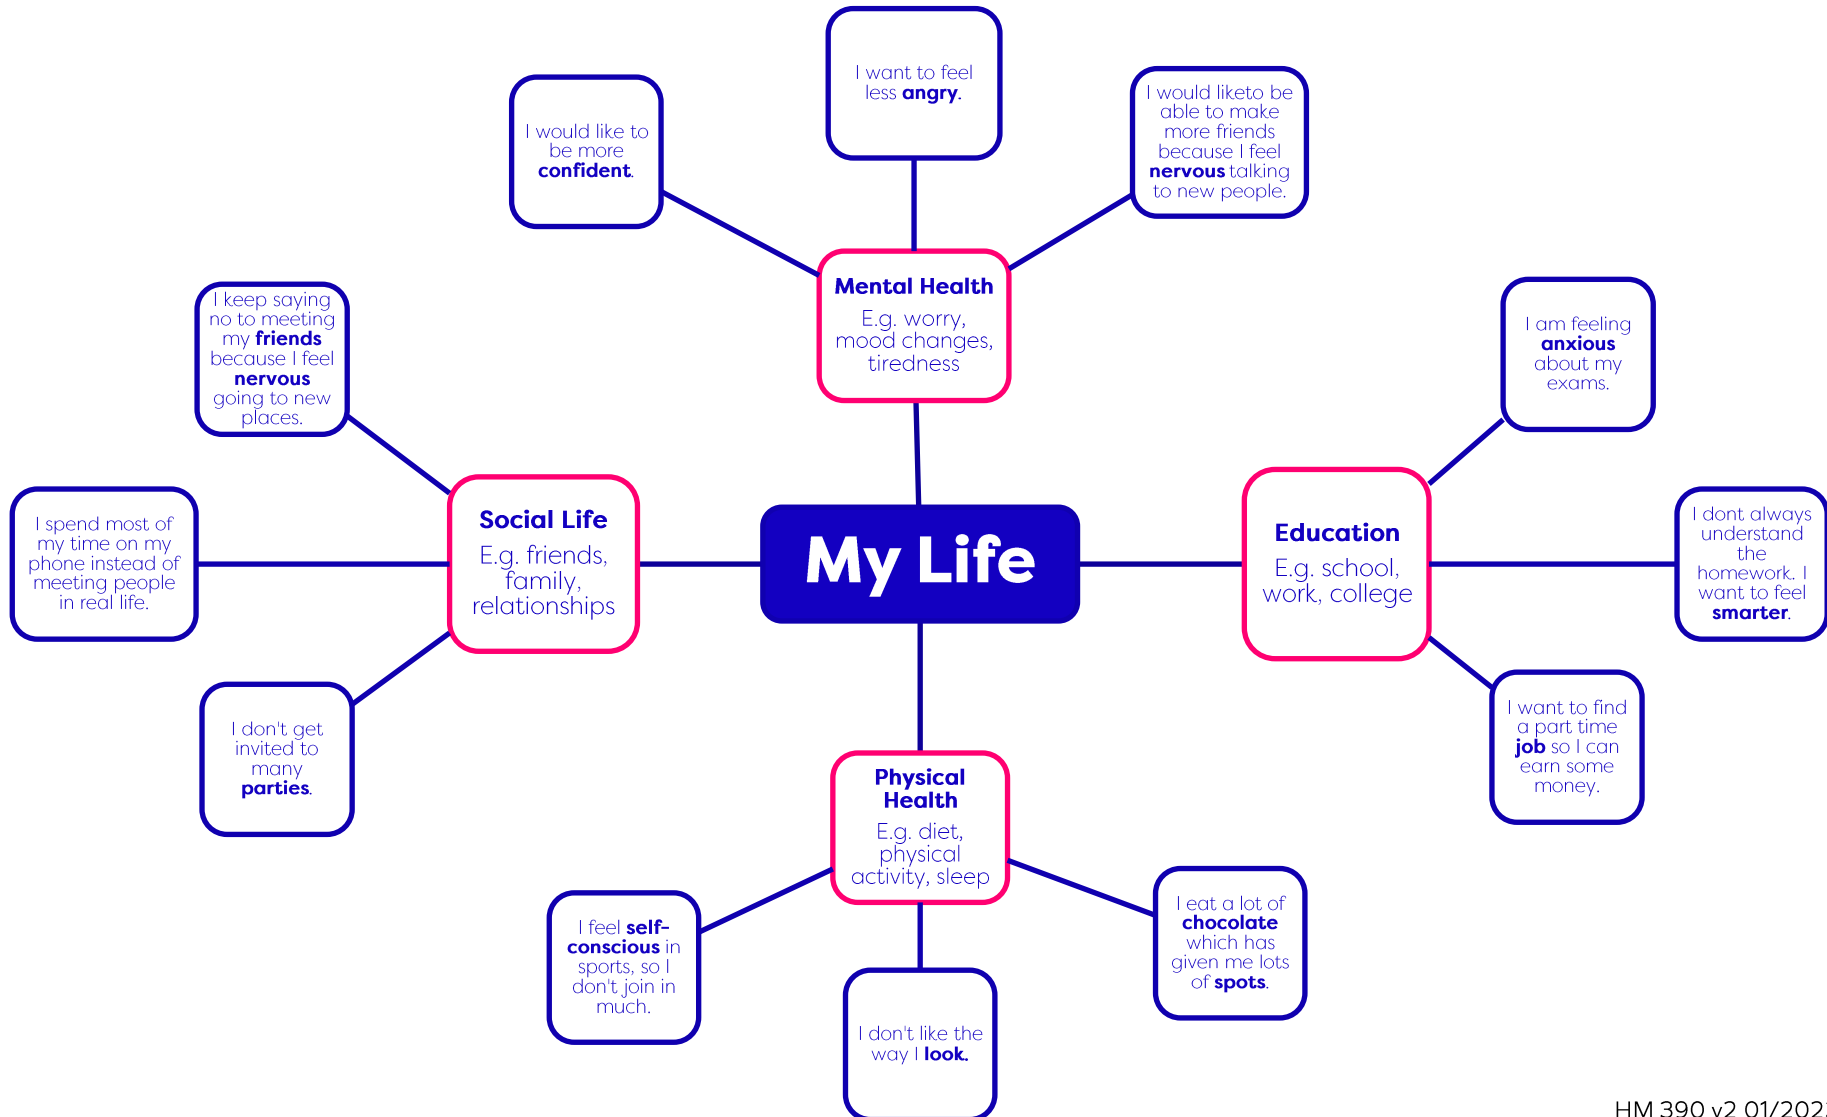 I want to feel
less angry.
I would like to
be more
confident.
I would liketo be
able to make
more friends
because I feel
nervous talking
to new people.
Mental Health
E.g. worry,
mood changes,
tiredness
I keep saying
no to meeting
my friends
because I feel
nervous
going to new
places.
I am feeling
anxious
about my
exams.
I spend most of
my time on my
phone instead of
meeting people
in real life.
Social Life
E.g. friends,
family,
relationships
My Life
Education
E.g. school,
work, college
I dont always
understand
the
homework. I
want to feel
smarter.
I don't get
invited to
many
parties.
I want to find
a part time
job so I can
earn some
money.
Physical
Health
E.g. diet,
physical
activity, sleep
I feel self-
conscious in
sports, so I
don't join in
much.
I don't like the
way I look.
I eat a lot of
chocolate
which has
given me lots
of spots.
HM 390 v2